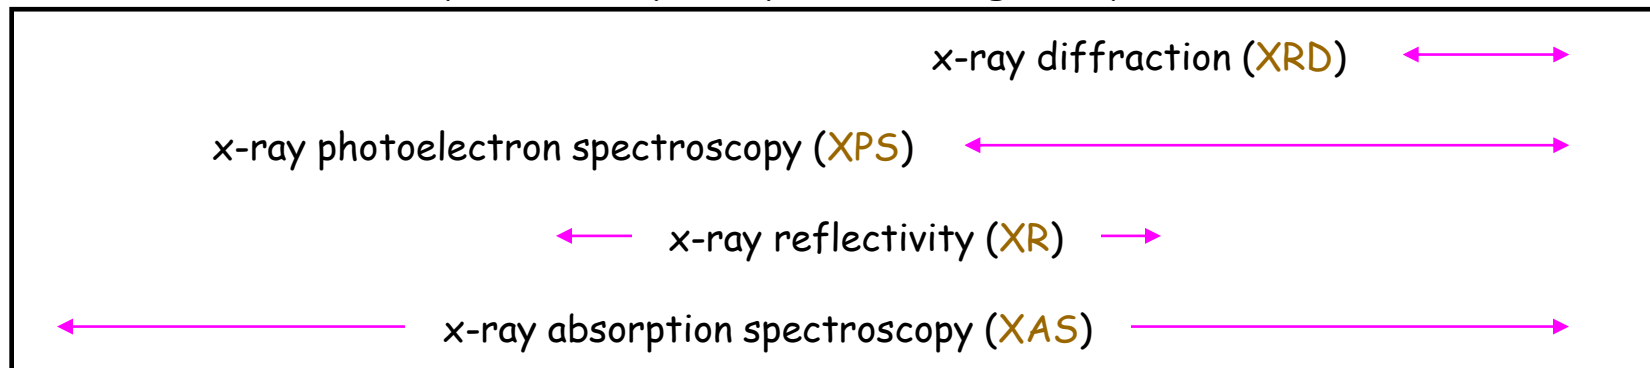 x-ray diffraction (XRD)
x-ray photoelectron spectroscopy (XPS)
x-ray reflectivity (XR)
x-ray absorption spectroscopy (XAS)